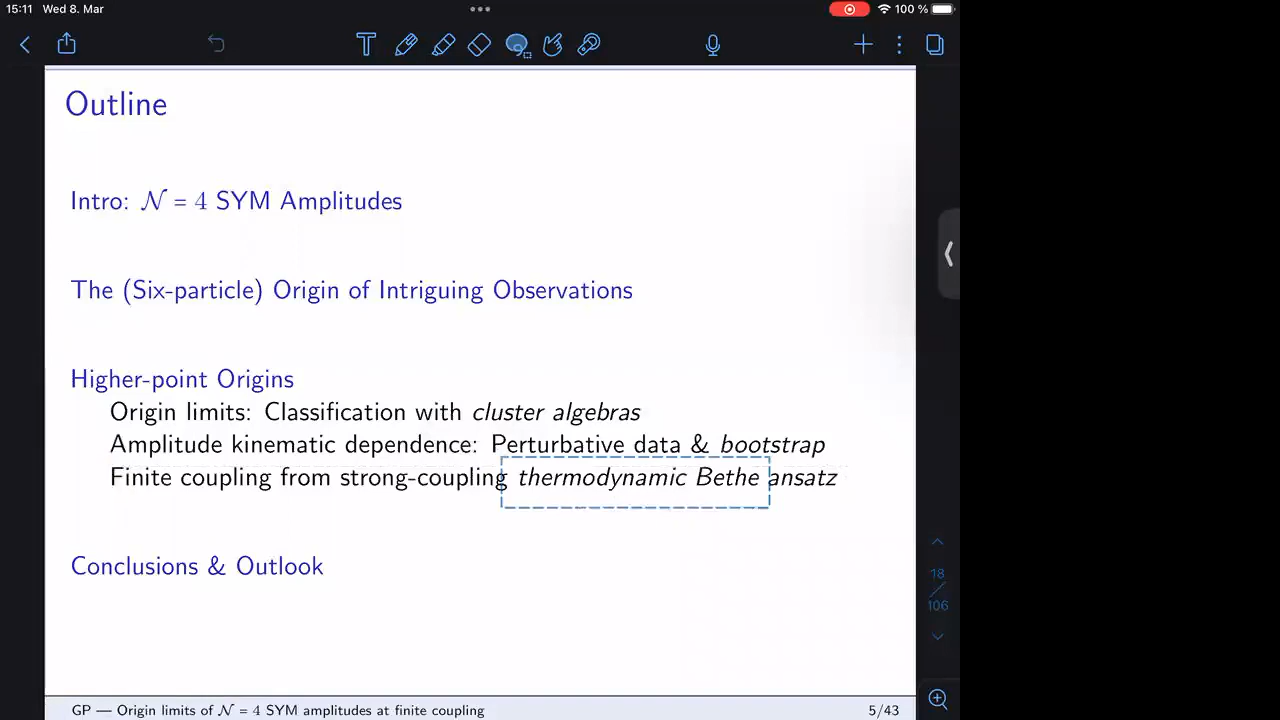 15:11 Wed 8. Mar
100 %
T
Outline
Intro: 𝒩 = 4 SYM Amplitudes
The (Six-particle) Origin of Intriguing Observations
Higher-point Origins
Origin limits: Classification with cluster algebras
Amplitude kinematic dependence: Perturbative data & bootstrap
Finite coupling from strong-coupling thermodynamic Bethe ansatz
Conclusions & Outlook
18
/
106
GP — Origin limits of 𝒩 = 4 SYM amplitudes at finite coupling
5/43